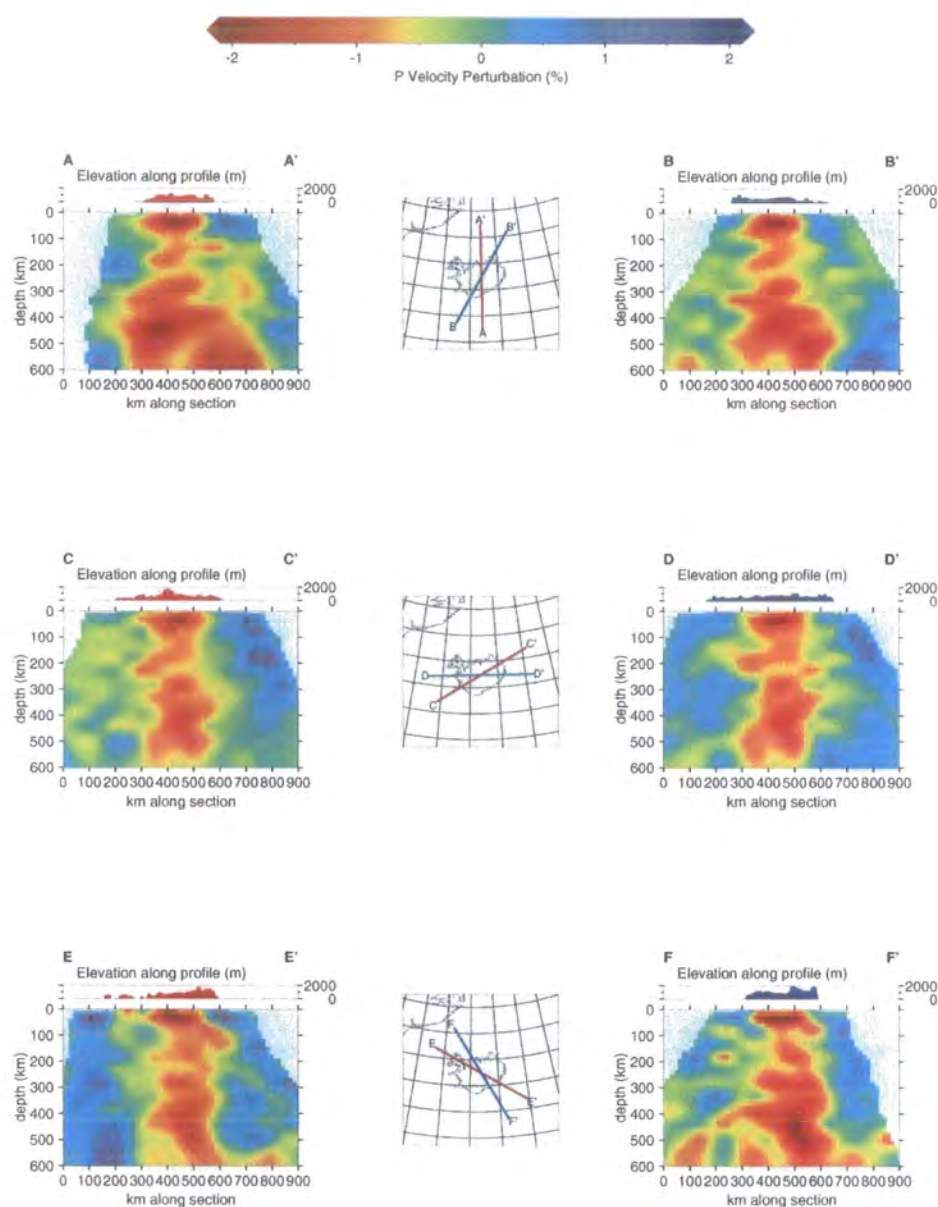 -2 -1 0 1 2
P Velocity Perturbation (%)
A A'
Elevation along profile (m)
2000
0
0
100
200
300
400
500
600
depth (km)
0 100 200 300 400 500 600 700 800 900
km along section
A'
B'
B
A
B B'
Elevation along profile (m)
2000
0
0
100
200
300
400
500
600
depth (km)
0 100 200 300 400 500 600 700 800 900
km along section
C C'
Elevation along profile (m)
2000
0
0
100
200
300
400
500
600
depth (km)
0 100 200 300 400 500 600 700 800 900
km along section
C'
D D'
C
D D'
Elevation along profile (m)
2000
0
0
100
200
300
400
500
600
depth (km)
0 100 200 300 400 500 600 700 800 900
km along section
E E'
Elevation along profile (m)
2000
0
0
100
200
300
400
500
600
depth (km)
0 100 200 300 400 500 600 700 800 900
km along section
F
E
E'
F'
F F'
Elevation along profile (m)
2000
0
0
100
200
300
400
500
600
depth (km)
0 100 200 300 400 500 600 700 800 900
km along section